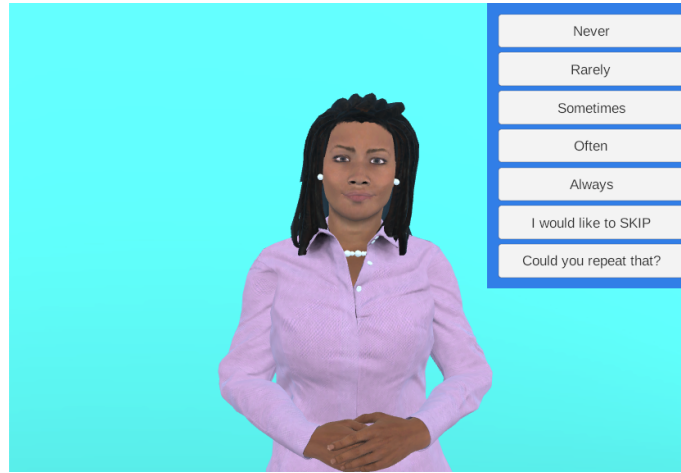 Never
Rarely
Sometimes
Often
Always
I would like to SKIP
Could you repeat that?